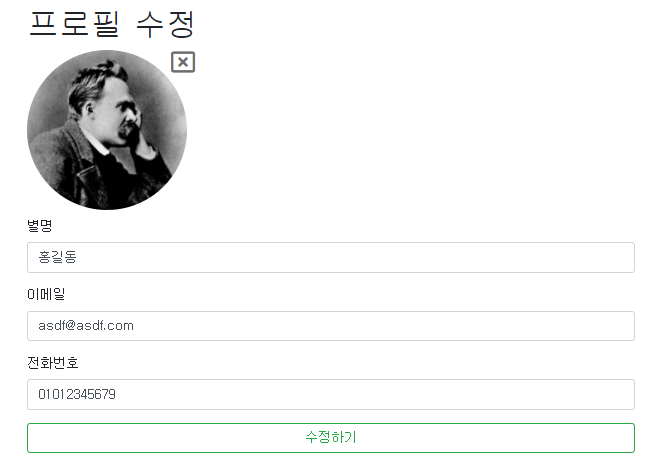 프로필 수정
별명
홍길동
이메일
asdf@asdf.com
전화번호
01012345679
수정하기